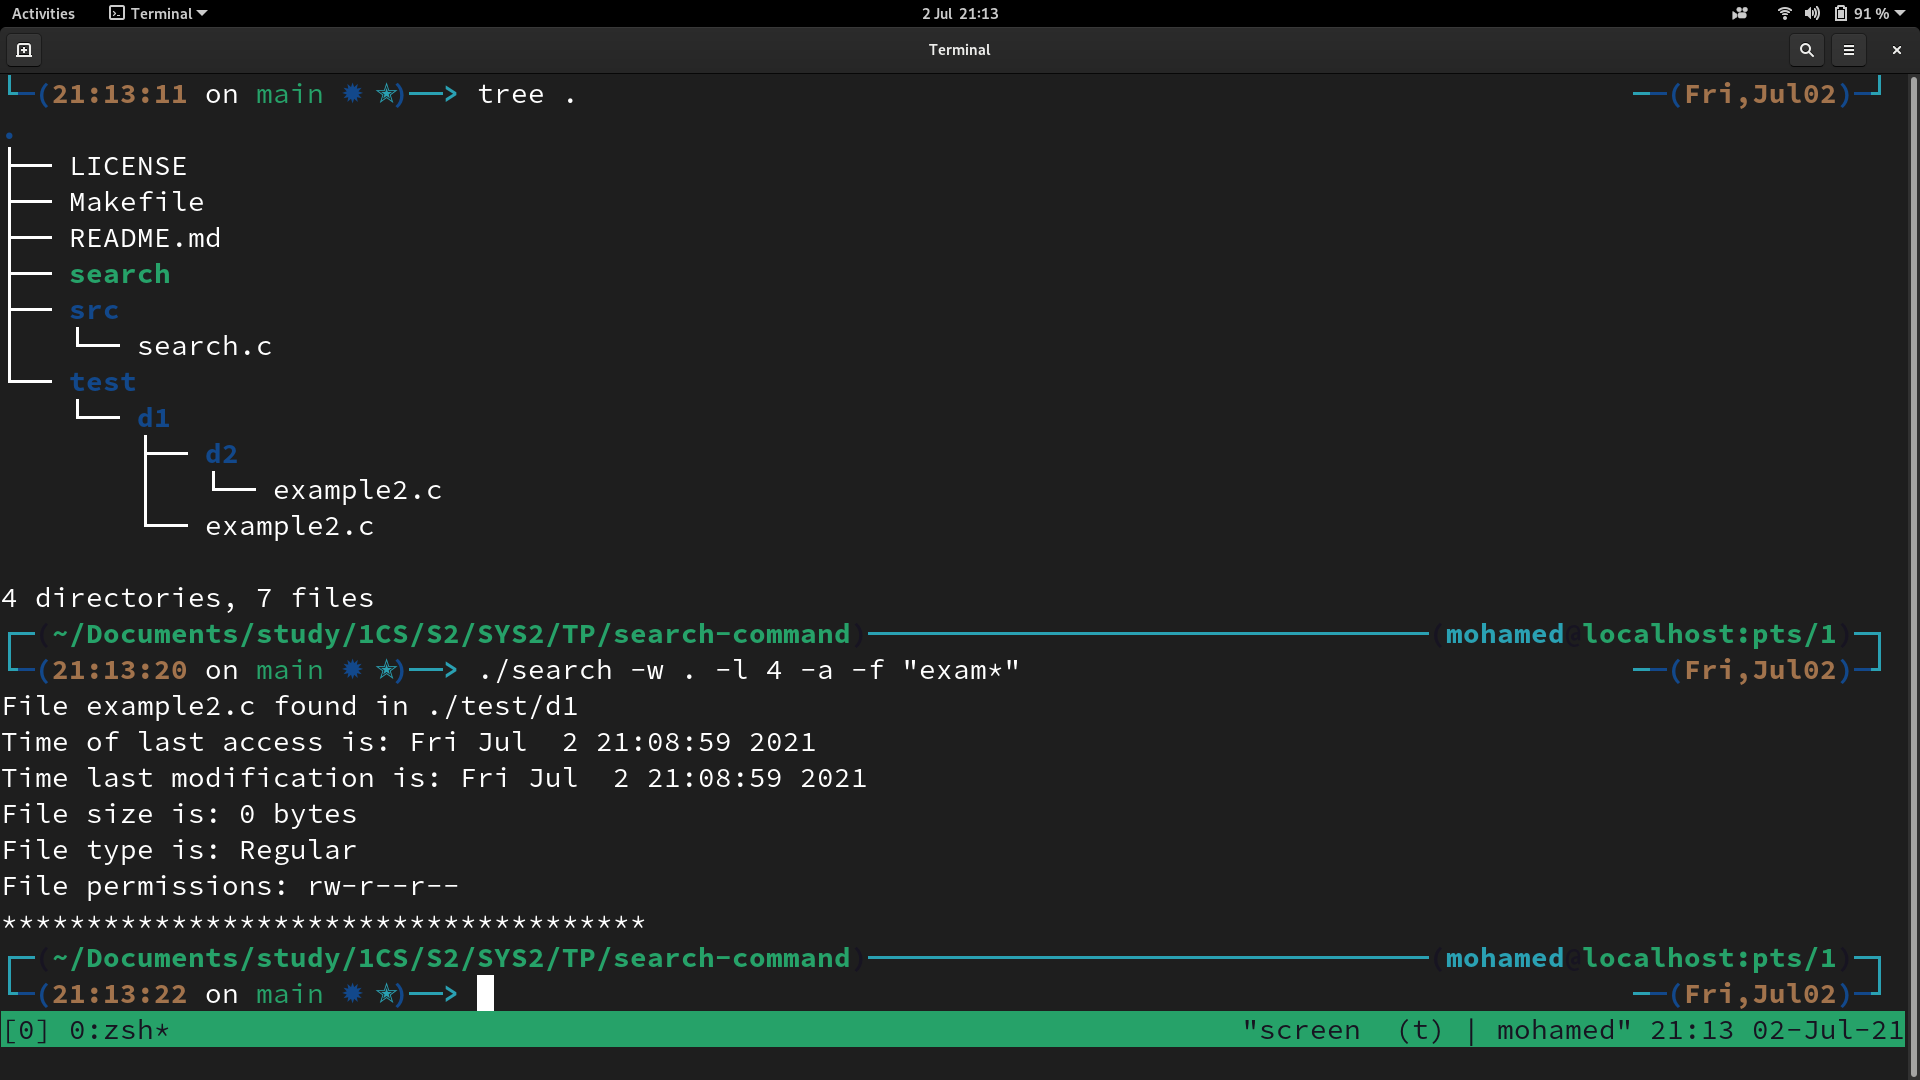 Activities Terminal 2 Jul 21:13 91 %
Terminal
└─(21:13:11 on main ✹ ✭)──> tree . ──(Fri,Jul02)─┘
.
├── LICENSE
├── Makefile
├── README.md
├── search
├── src
│   └── search.c
└── test
    └── d1
        ├── d2
        │   └── example2.c
        └── example2.c
4 directories, 7 files
┌─(~/Documents/study/1CS/S2/SYS2/TP/search-command)─────────────────────────────────(mohamed@localhost:pts/1)─┐
└─(21:13:20 on main ✹ ✭)──> ./search -w . -l 4 -a -f "exam*" ──(Fri,Jul02)─┘
File example2.c found in ./test/d1
Time of last access is: Fri Jul  2 21:08:59 2021
Time last modification is: Fri Jul  2 21:08:59 2021
File size is: 0 bytes
File type is: Regular
File permissions: rw-r--r--
**************************************
┌─(~/Documents/study/1CS/S2/SYS2/TP/search-command)─────────────────────────────────(mohamed@localhost:pts/1)─┐
└─(21:13:22 on main ✹ ✭)──> ──(Fri,Jul02)─┘
[0] 0:zsh* "screen  (t) | mohamed" 21:13 02-Jul-21